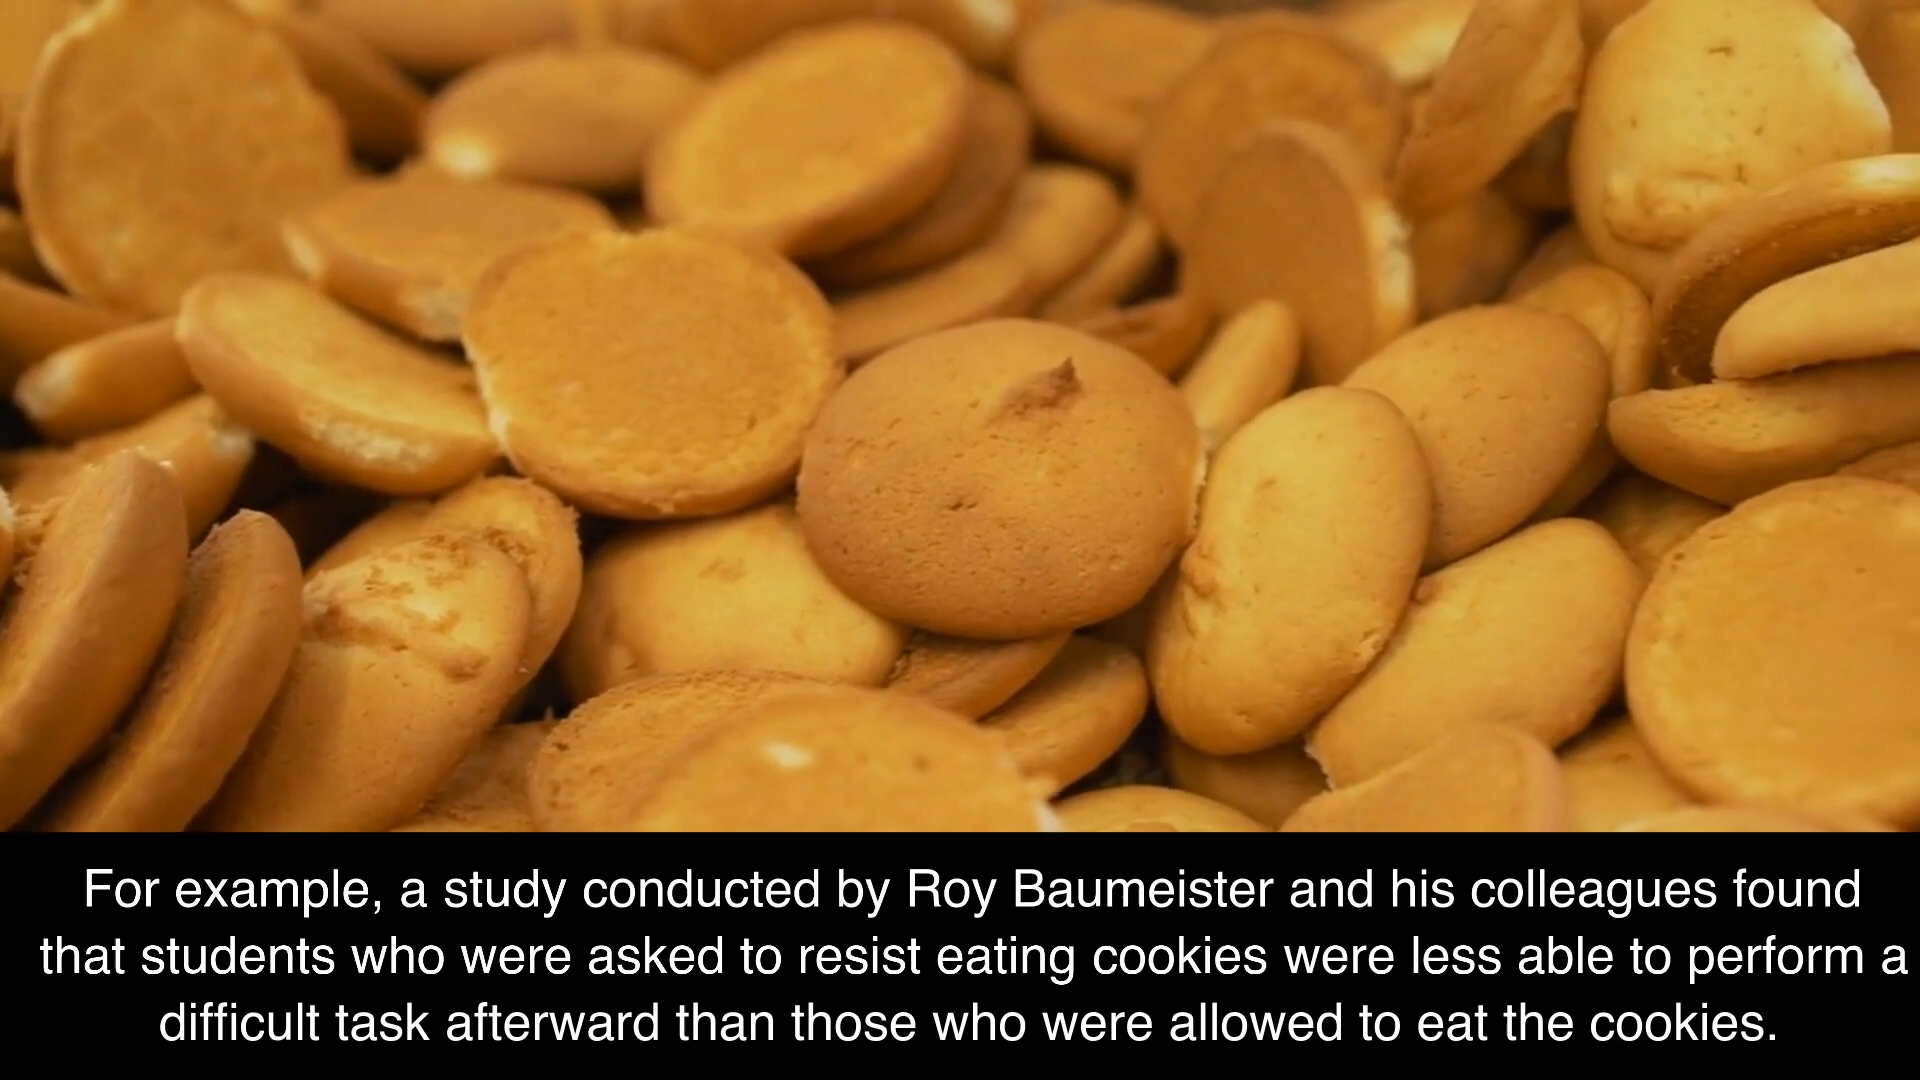 For example, a study conducted by Roy Baumeister and his colleagues found
that students who were asked to resist eating cookies were less able to perform a
difficult task afterward than those who were allowed to eat the cookies.